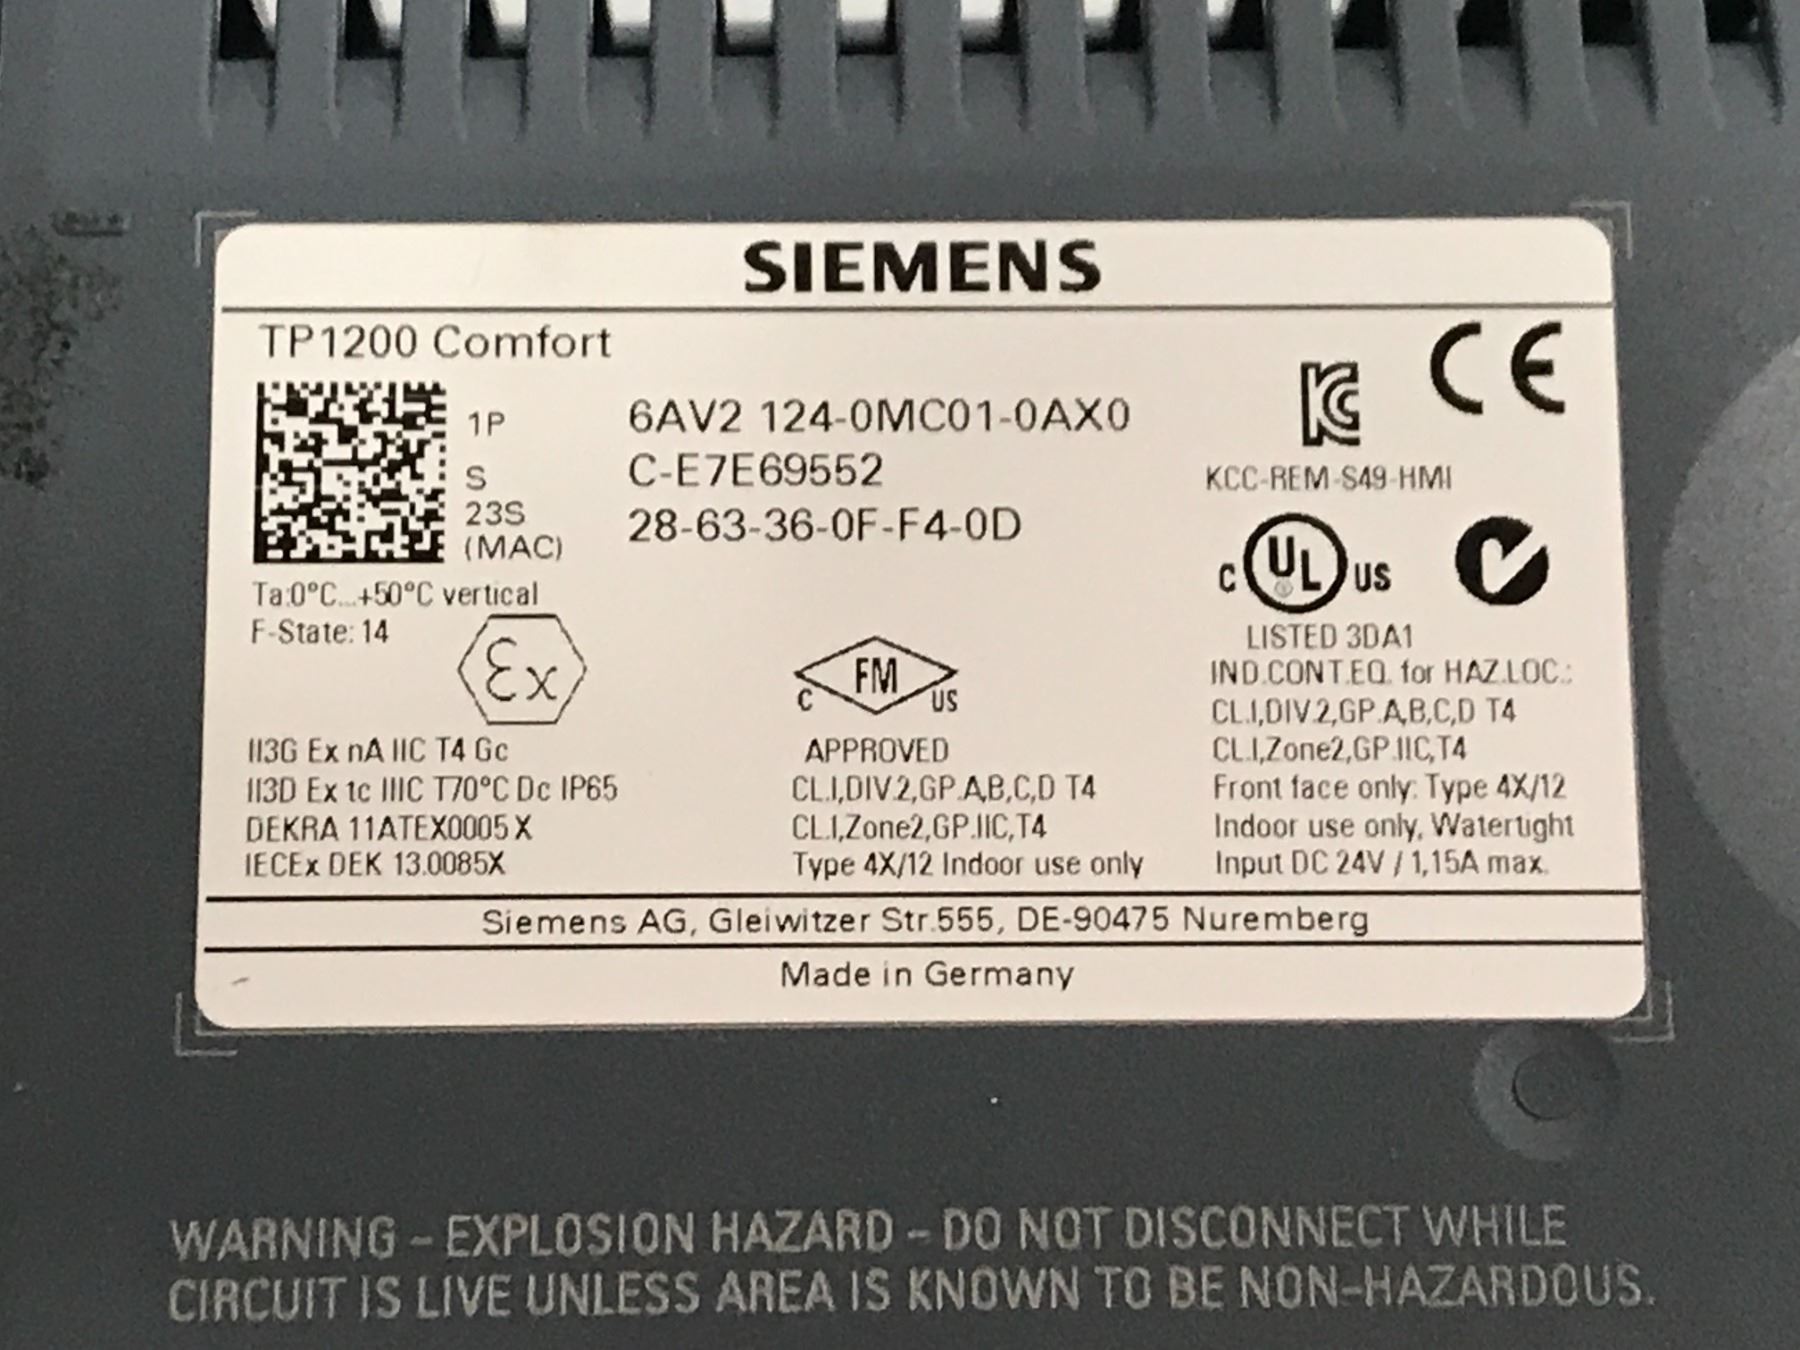 SIEMENS
TP1200 Comfort
1P 6AV2 124-0MC01-0AX0
S C-E7E69552
23S 28-63-36-0F-F4-0D
(MAC)
Ta:0°C...+50°C vertical
F-State: 14
Ex
II3G Ex nA IIC T4 Gc
II3D Ex tc IIIC T70°C Dc IP65
DEKRA 11ATEX0005 X
IECEx DEK 13.0085X
C FM US
APPROVED
CL.I,DIV.2,GP.A,B,C,D T4
CL.I,Zone2,GP.IIC,T4
Type 4X/12 Indoor use only
CE
KC
KCC-REM-S49-HMI
C UL US
LISTED 3DA1
IND.CONT.EQ. for HAZ.LOC.:
CL.I,DIV.2,GP.A,B,C,D T4
CL.I,Zone2,GP.IIC,T4
Front face only: Type 4X/12
Indoor use only, Watertight
Input DC 24V / 1,15A max.
Siemens AG, Gleiwitzer Str.555, DE-90475 Nuremberg
Made in Germany
WARNING - EXPLOSION HAZARD - DO NOT DISCONNECT WHILE
CIRCUIT IS LIVE UNLESS AREA IS KNOWN TO BE NON-HAZARDOUS.